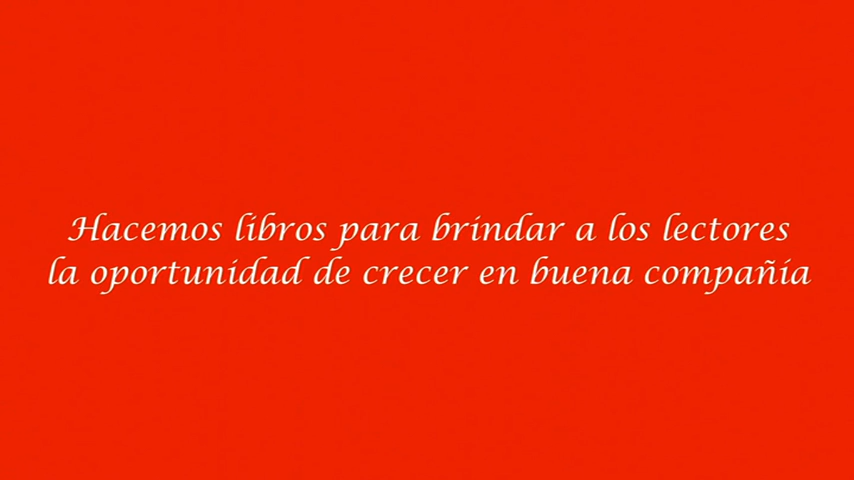 Hacemos libros para brindar a los lectores
la oportunidad de crecer en buena compañía